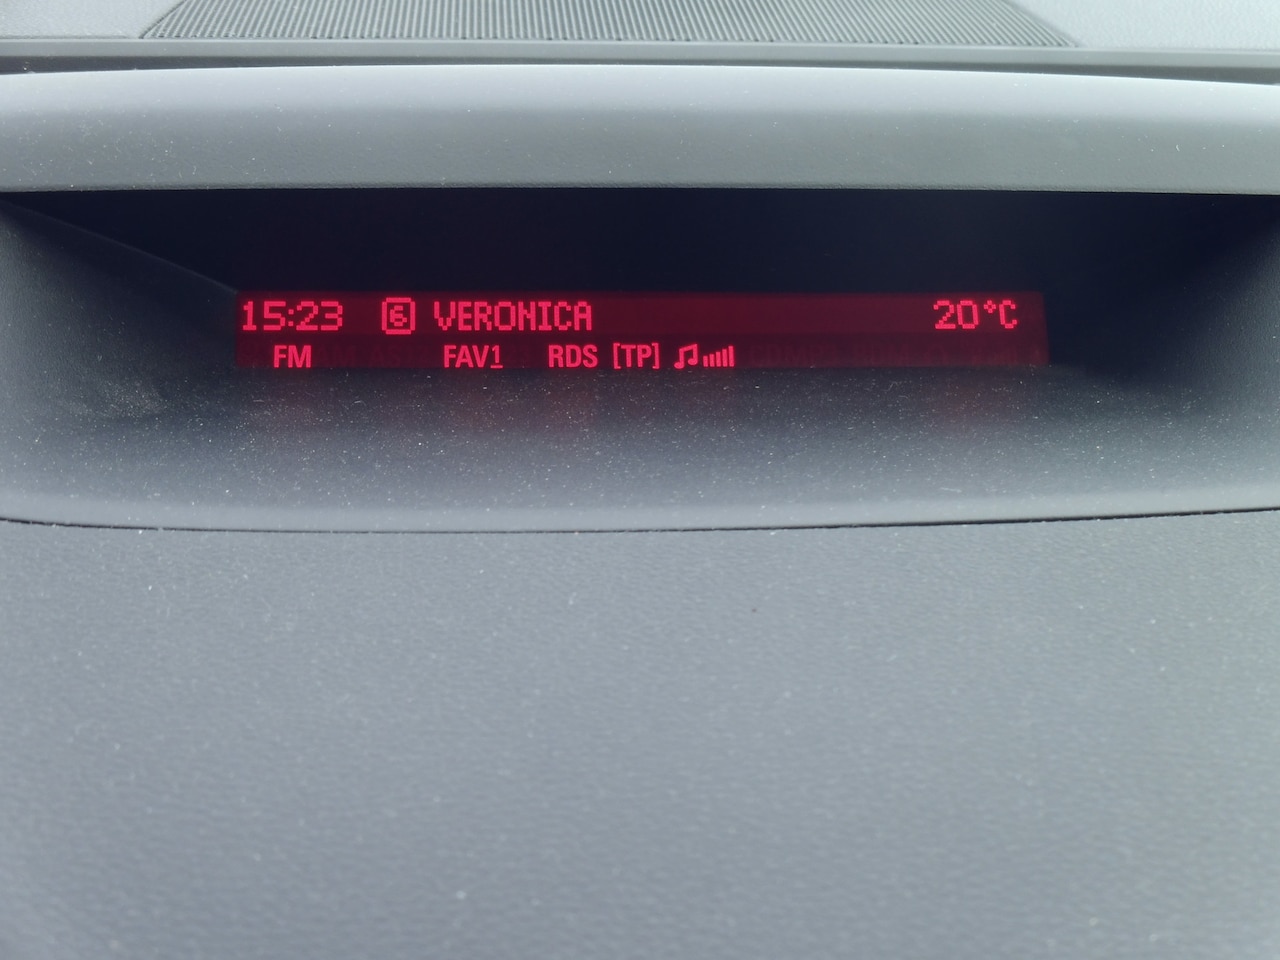 15:23 6 VERONICA 20°C
FM FAV1 RDS [TP]